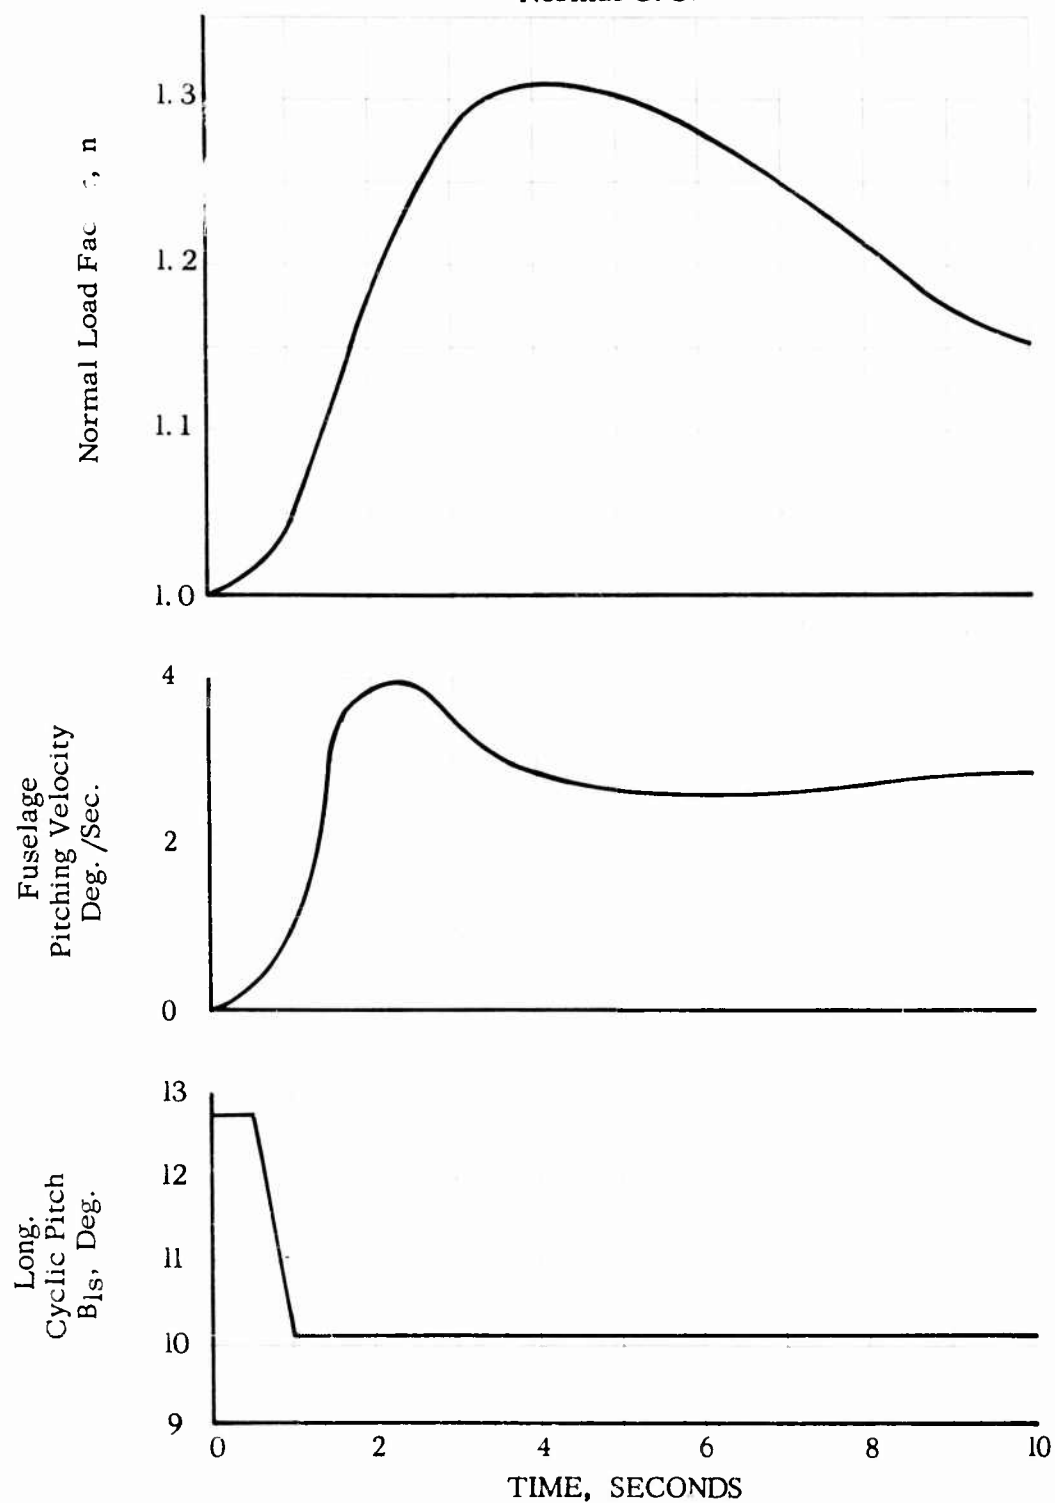 1.3
1.2
1.1
1.0
Normal Load Fac , n
4
2
0
Fuselage
Pitching Velocity
Deg./Sec.
13
12
11
10
9
Long.
Cyclic Pitch
B1s, Deg.
0 2 4 6 8 10
TIME, SECONDS